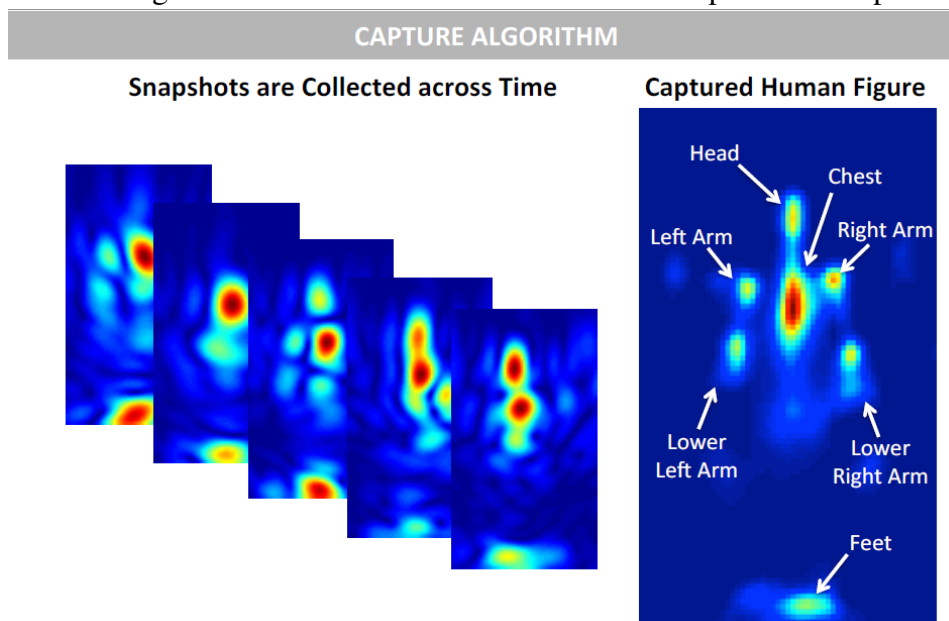 CAPTURE ALGORITHM
Snapshots are Collected across Time
Captured Human Figure
Head
Chest
Left Arm
Right Arm
Lower
Left Arm
Lower
Right Arm
Feet